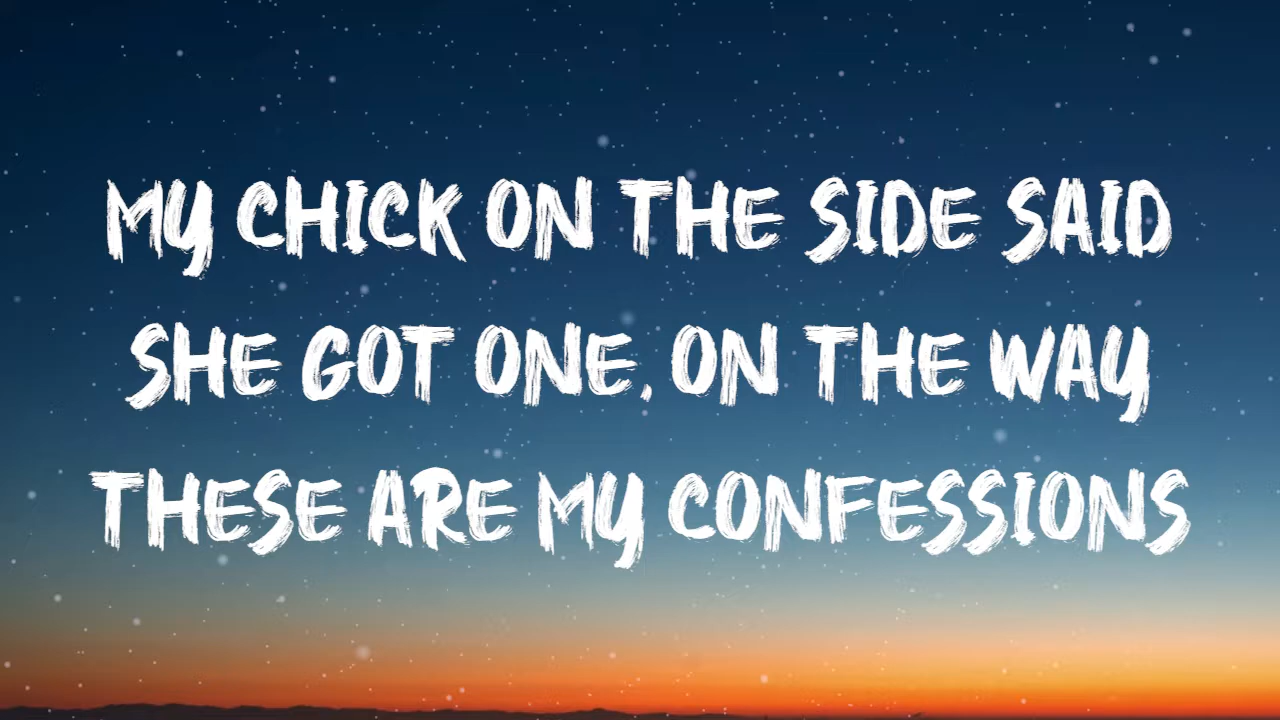 MY CHICK ON THE SIDE SAID
SHE GOT ONE, ON THE WAY
THESE ARE MY CONFESSIONS